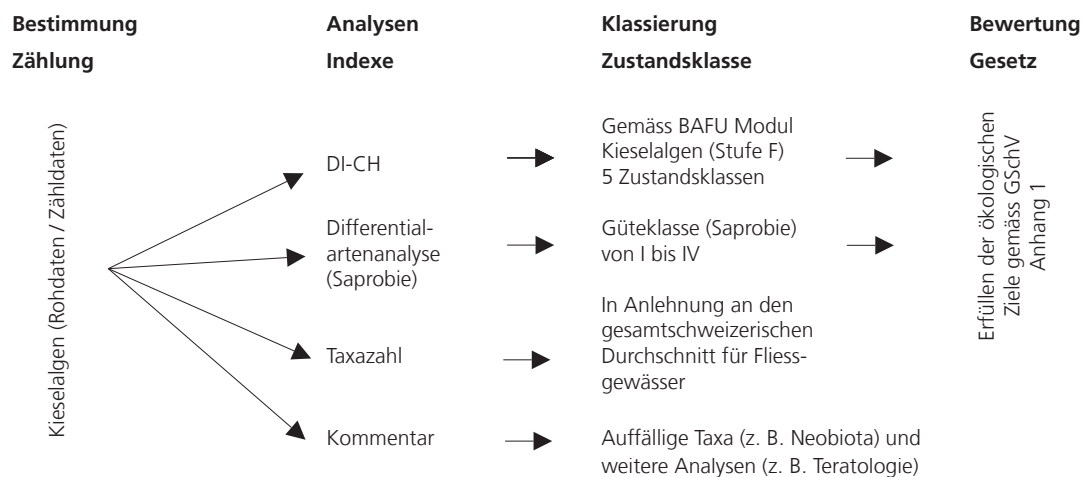 Bestimmung
Zählung
Analysen
Indexe
Klassierung
Zustandsklasse
Bewertung
Gesetz
Kieselalgen (Rohdaten / Zähldaten)
DI-CH
Gemäss BAFU Modul
Kieselalgen (Stufe F)
5 Zustandsklassen
Differential-
artenanalyse
(Saprobie)
Güteklasse (Saprobie)
von I bis IV
Taxazahl
In Anlehnung an den
gesamtschweizerischen
Durchschnitt für Fliess-
gewässer
Kommentar
Auffällige Taxa (z. B. Neobiota) und
weitere Analysen (z. B. Teratologie)
Erfüllen der ökologischen
Ziele gemäss GSchV
Anhang 1